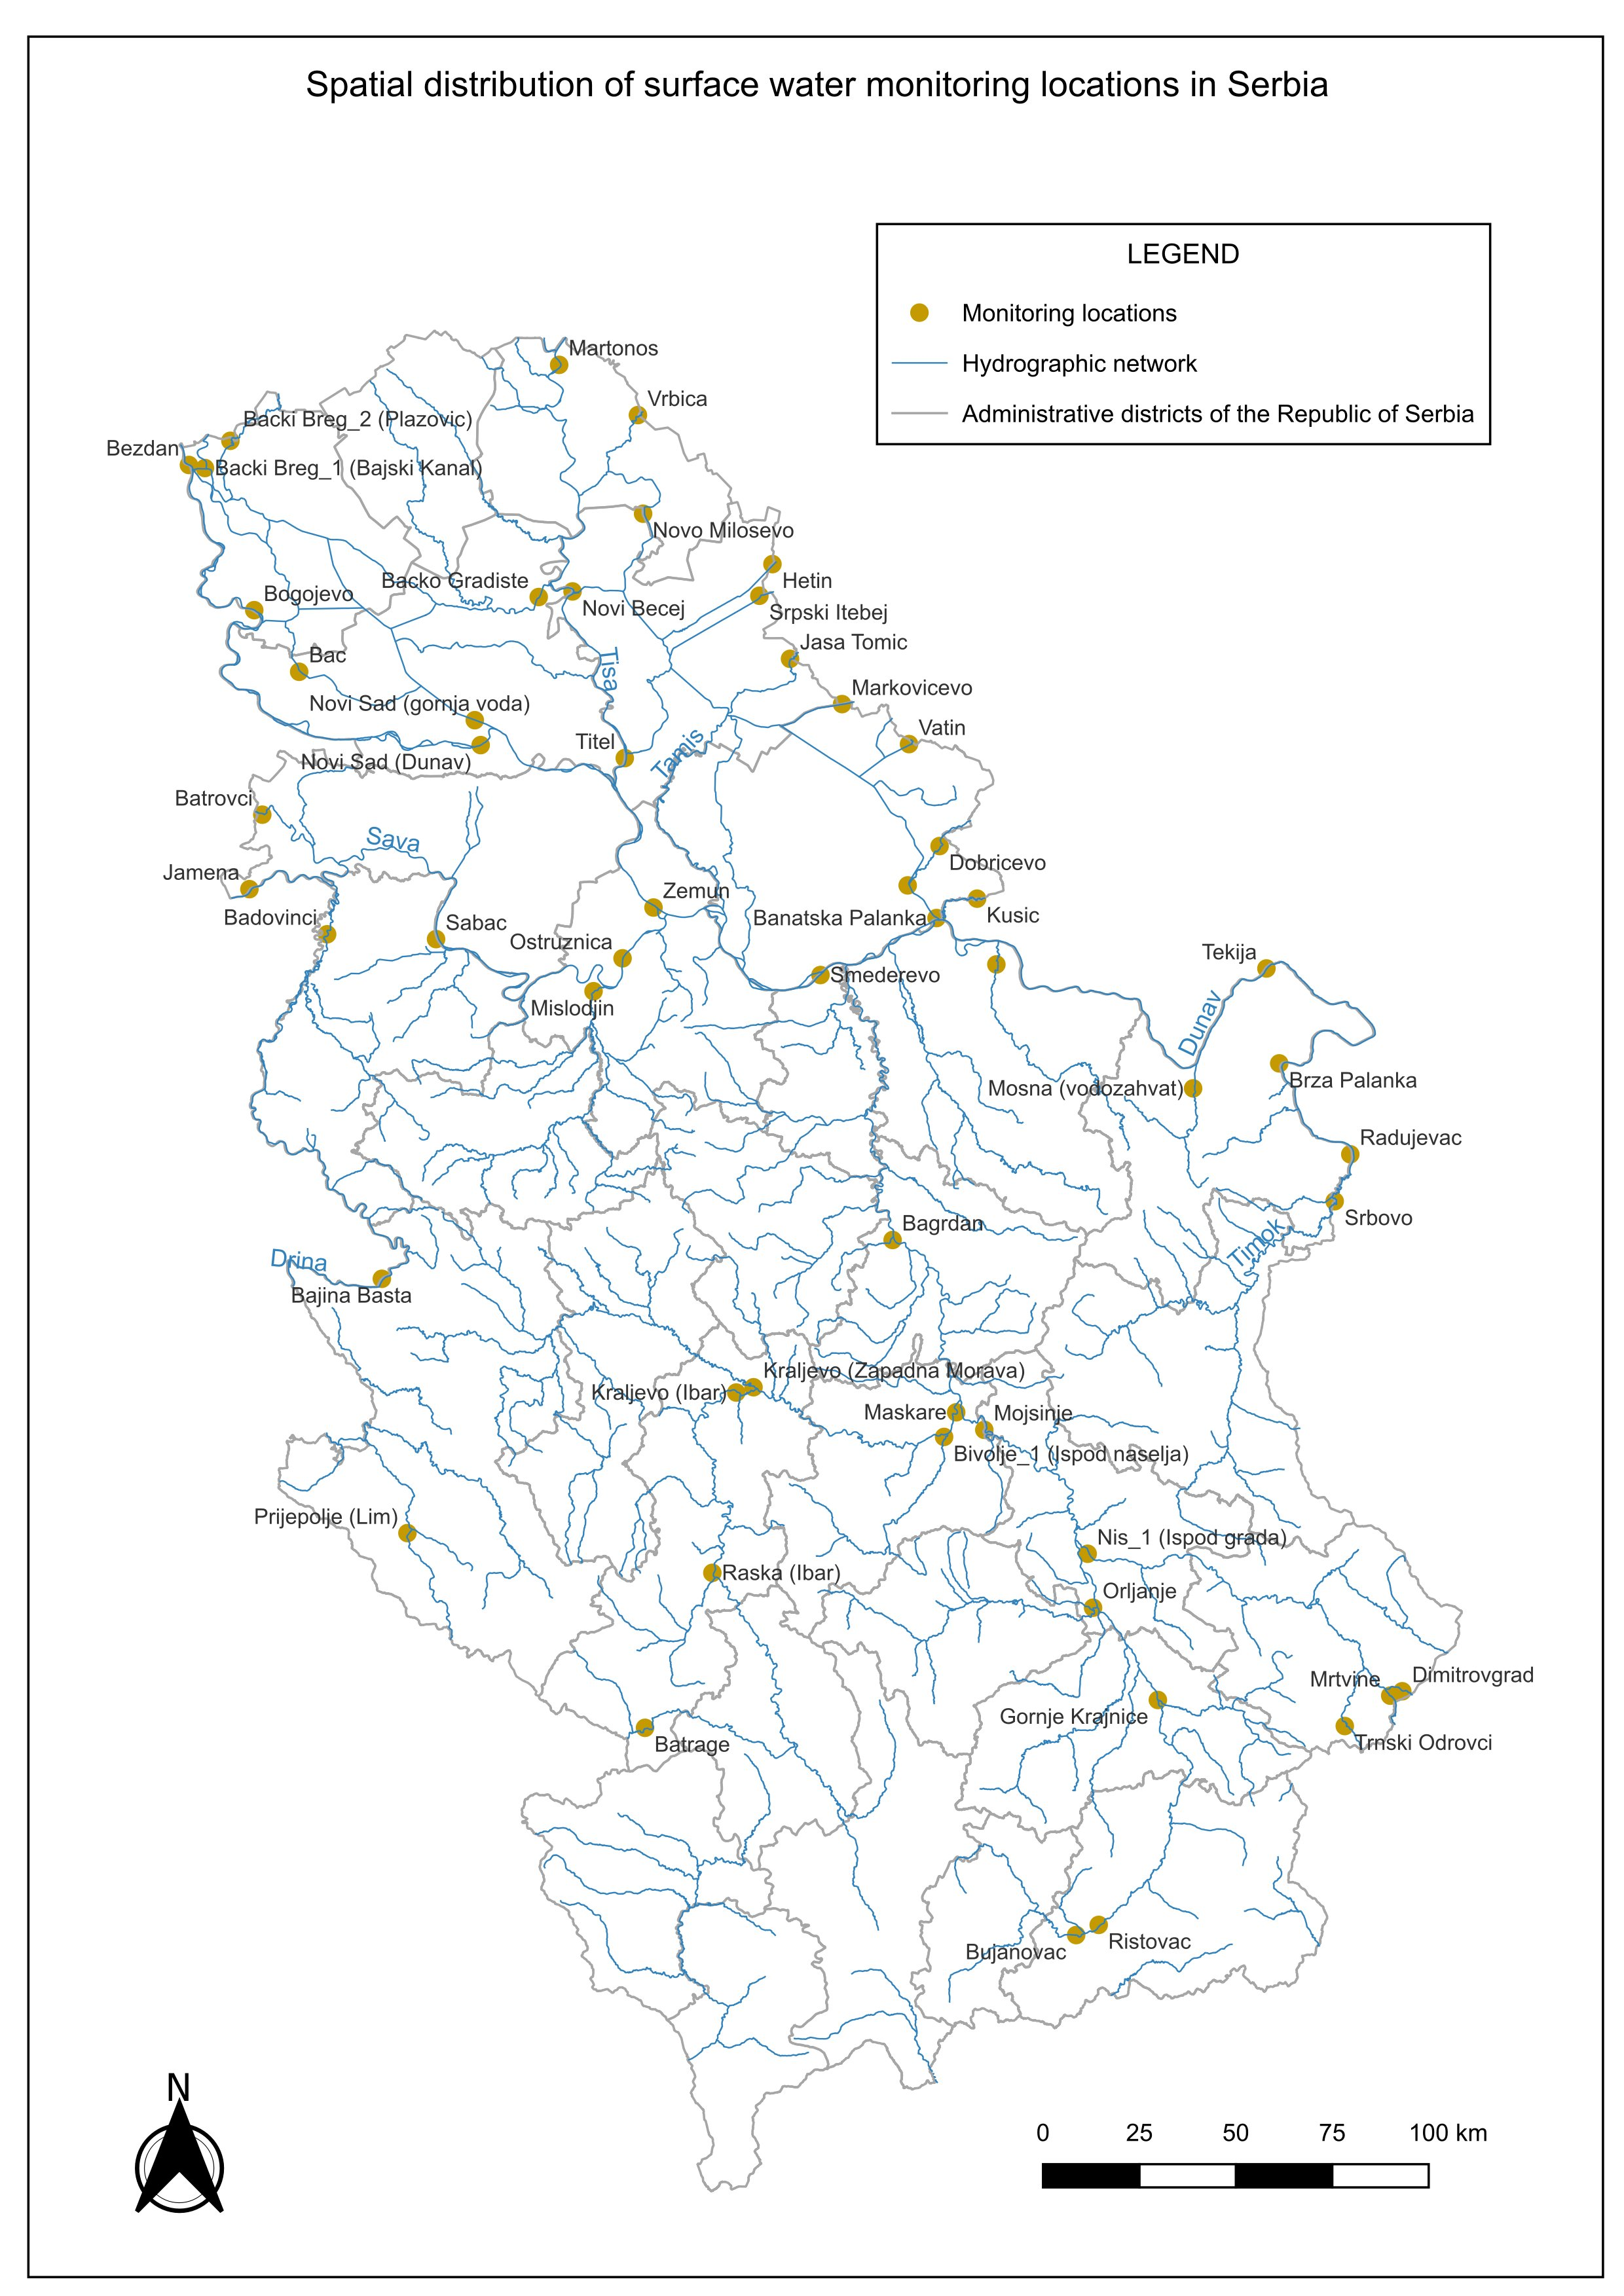 Spatial distribution of surface water monitoring locations in Serbia
LEGEND
Monitoring locations
Hydrographic network
Administrative districts of the Republic of Serbia
Martonos
Vrbica
Backi Breg_2 (Plazovic)
Bezdan
Backi Breg_1 (Bajski Kanal)
Novo Milosevo
Backo Gradiste
Hetin
Bogojevo
Novi Becej
Srpski Itebej
Jasa Tomic
Bac
Tisa
Markovicevo
Novi Sad (gornja voda)
Vatin
Titel
Tamis
Novi Sad (Dunav)
Batrovci
Sava
Dobricevo
Jamena
Zemun
Badovinci
Sabac
Banatska Palanka
Kusic
Ostruznica
Tekija
Smederevo
Mislodjin
Dunav
Mosna (vodozahvat)
Brza Palanka
Radujevac
Srbovo
Bagrdan
Timok
Drina
Bajina Basta
Kraljevo (Zapadna Morava)
Kraljevo (Ibar)
Maskare
Mojsinje
Bivolje_1 (Ispod naselja)
Prijepolje (Lim)
Nis_1 (Ispod grada)
Raska (Ibar)
Orljanje
Mrtvine
Dimitrovgrad
Gornje Krajnice
Batrage
Trnski Odrovci
Bujanovac
Ristovac
N
0 25 50 75 100 km